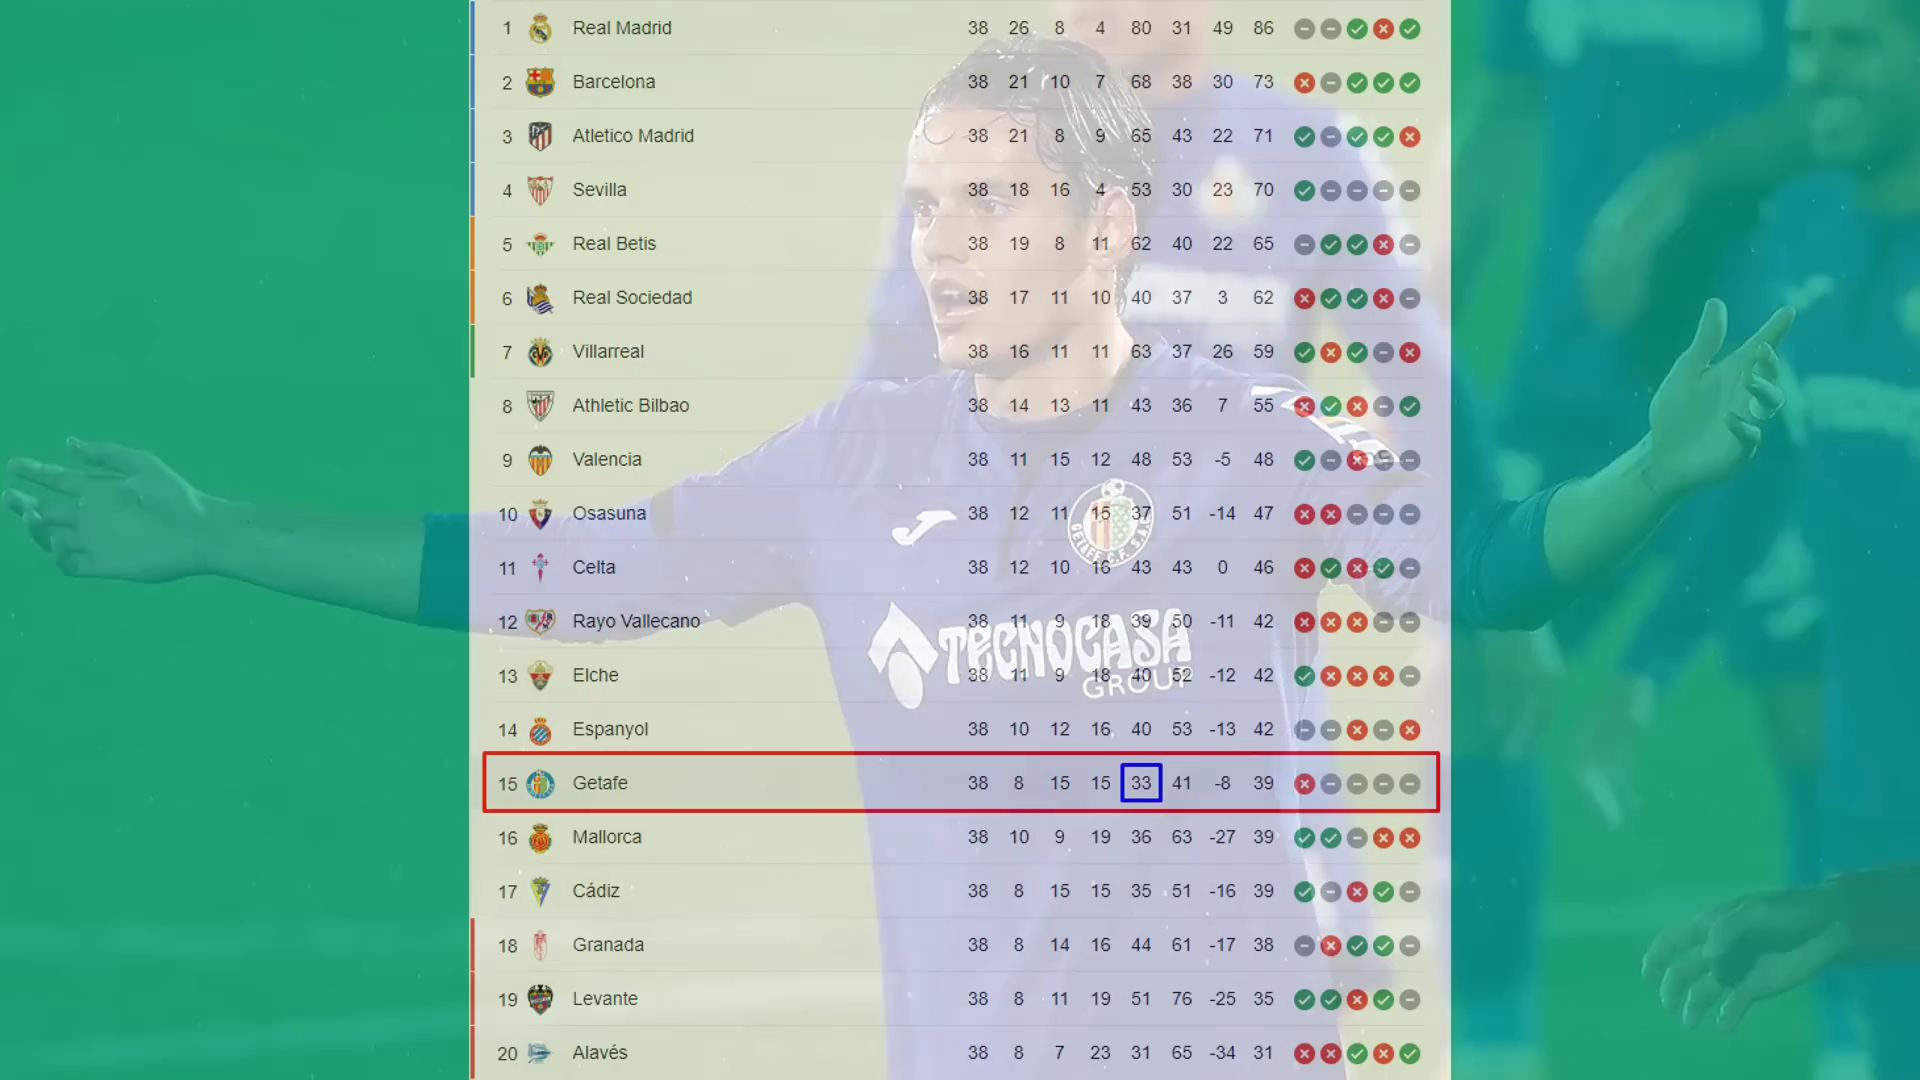 1 Real Madrid 38 26 8 4 80 31 49 86
2 Barcelona 38 21 10 7 68 38 30 73
3 Atletico Madrid 38 21 8 9 65 43 22 71
4 Sevilla 38 18 16 4 53 30 23 70
5 Real Betis 38 19 8 11 62 40 22 65
6 Real Sociedad 38 17 11 10 40 37 3 62
7 Villarreal 38 16 11 11 63 37 26 59
8 Athletic Bilbao 38 14 13 11 43 36 7 55
9 Valencia 38 11 15 12 48 53 -5 48
10 Osasuna 38 12 11 15 37 51 -14 47
11 Celta 38 12 10 16 43 43 0 46
12 Rayo Vallecano 38 11 9 18 39 50 -11 42
13 Elche 38 11 9 18 40 52 -12 42
14 Espanyol 38 10 12 16 40 53 -13 42
15 Getafe 38 8 15 15 33 41 -8 39
16 Mallorca 38 10 9 19 36 63 -27 39
17 Cádiz 38 8 15 15 35 51 -16 39
18 Granada 38 8 14 16 44 61 -17 38
19 Levante 38 8 11 19 51 76 -25 35
20 Alavés 38 8 7 23 31 65 -34 31
GETAFE C.F. S.A.D.
TECNOCASA
GROUP